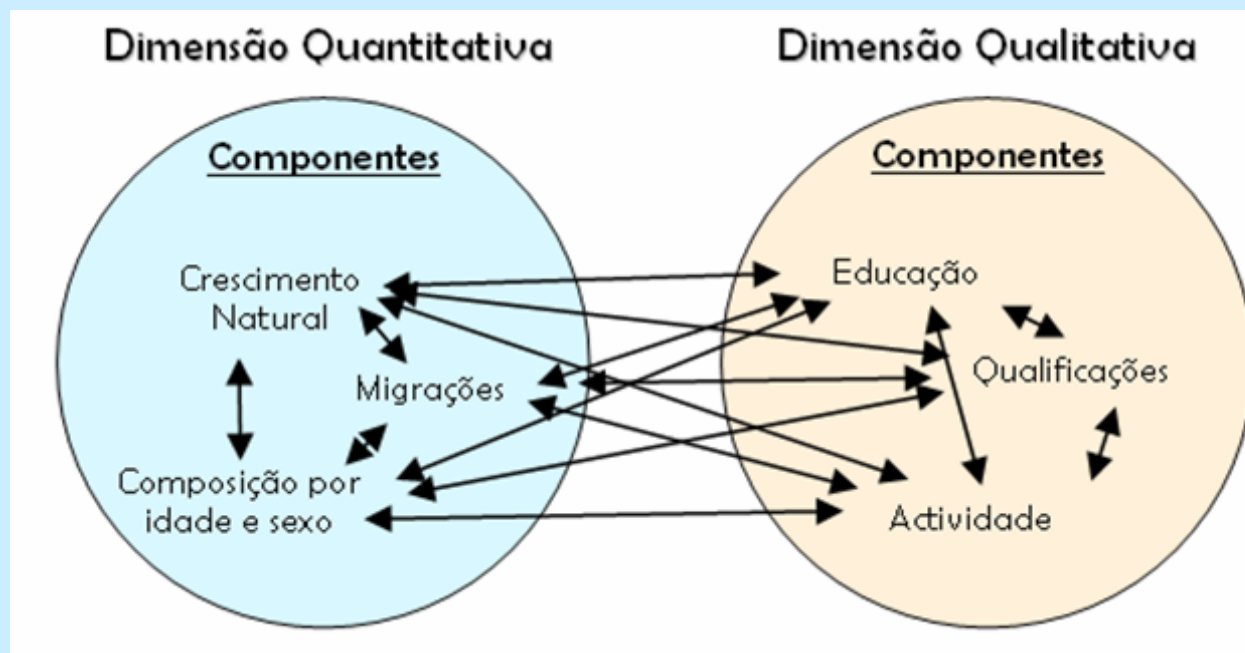 Dimensão Quantitativa
Dimensão Qualitativa
Componentes
Crescimento
Natural
Migrações
Composição por
idade e sexo
Componentes
Educação
Qualificações
Actividade